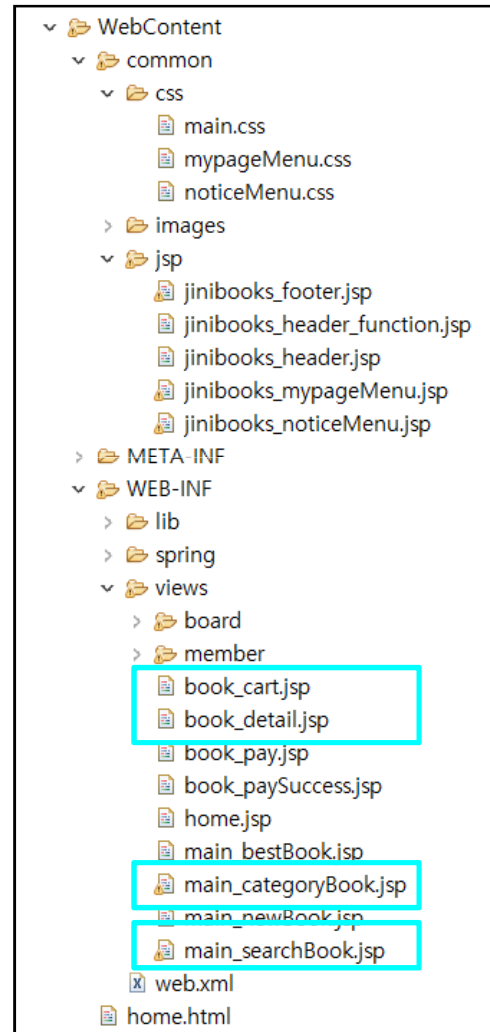 WebContent
common
css
main.css
mypageMenu.css
noticeMenu.css
images
jsp
jinibooks_footer.jsp
jinibooks_header_function.jsp
jinibooks_header.jsp
jinibooks_mypageMenu.jsp
jinibooks_noticeMenu.jsp
META-INF
WEB-INF
lib
spring
views
board
member
book_cart.jsp
book_detail.jsp
book_pay.jsp
book_paySuccess.jsp
home.jsp
main_bestBook.jsp
main_categoryBook.jsp
main_newBook.jsp
main_searchBook.jsp
web.xml
home.html